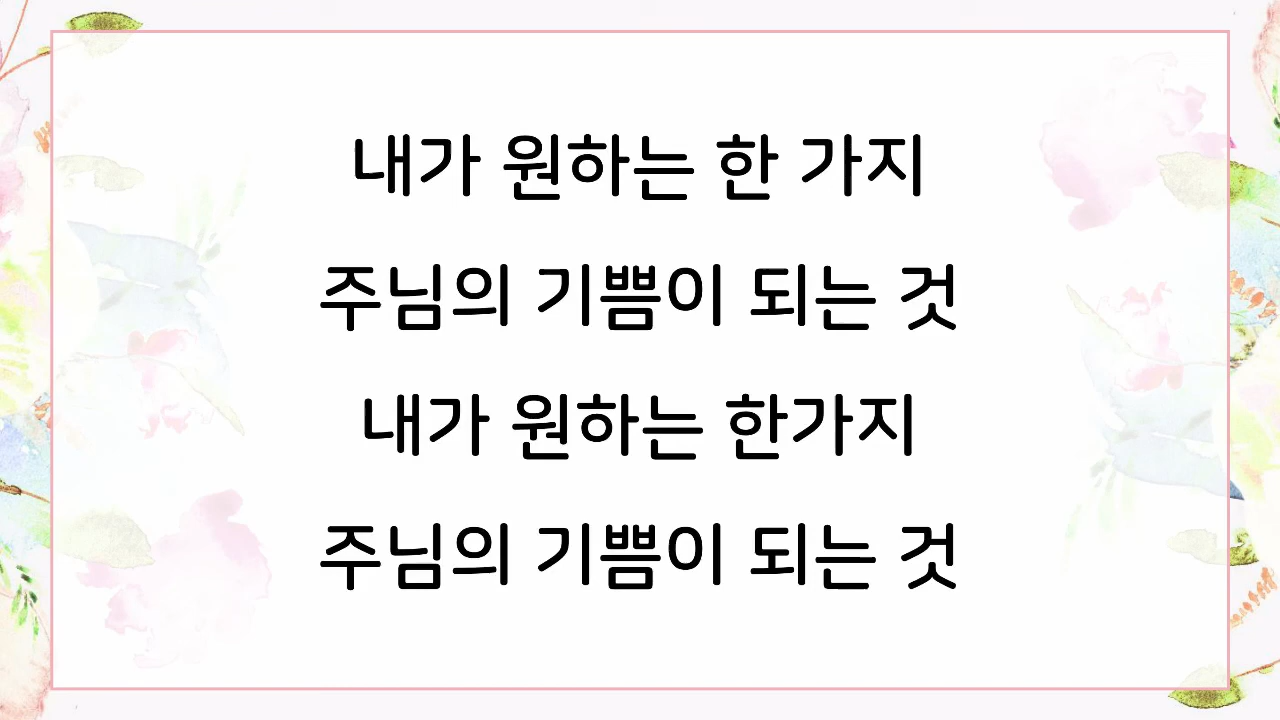 내가 원하는 한 가지
주님의 기쁨이 되는 것
내가 원하는 한가지
주님의 기쁨이 되는 것